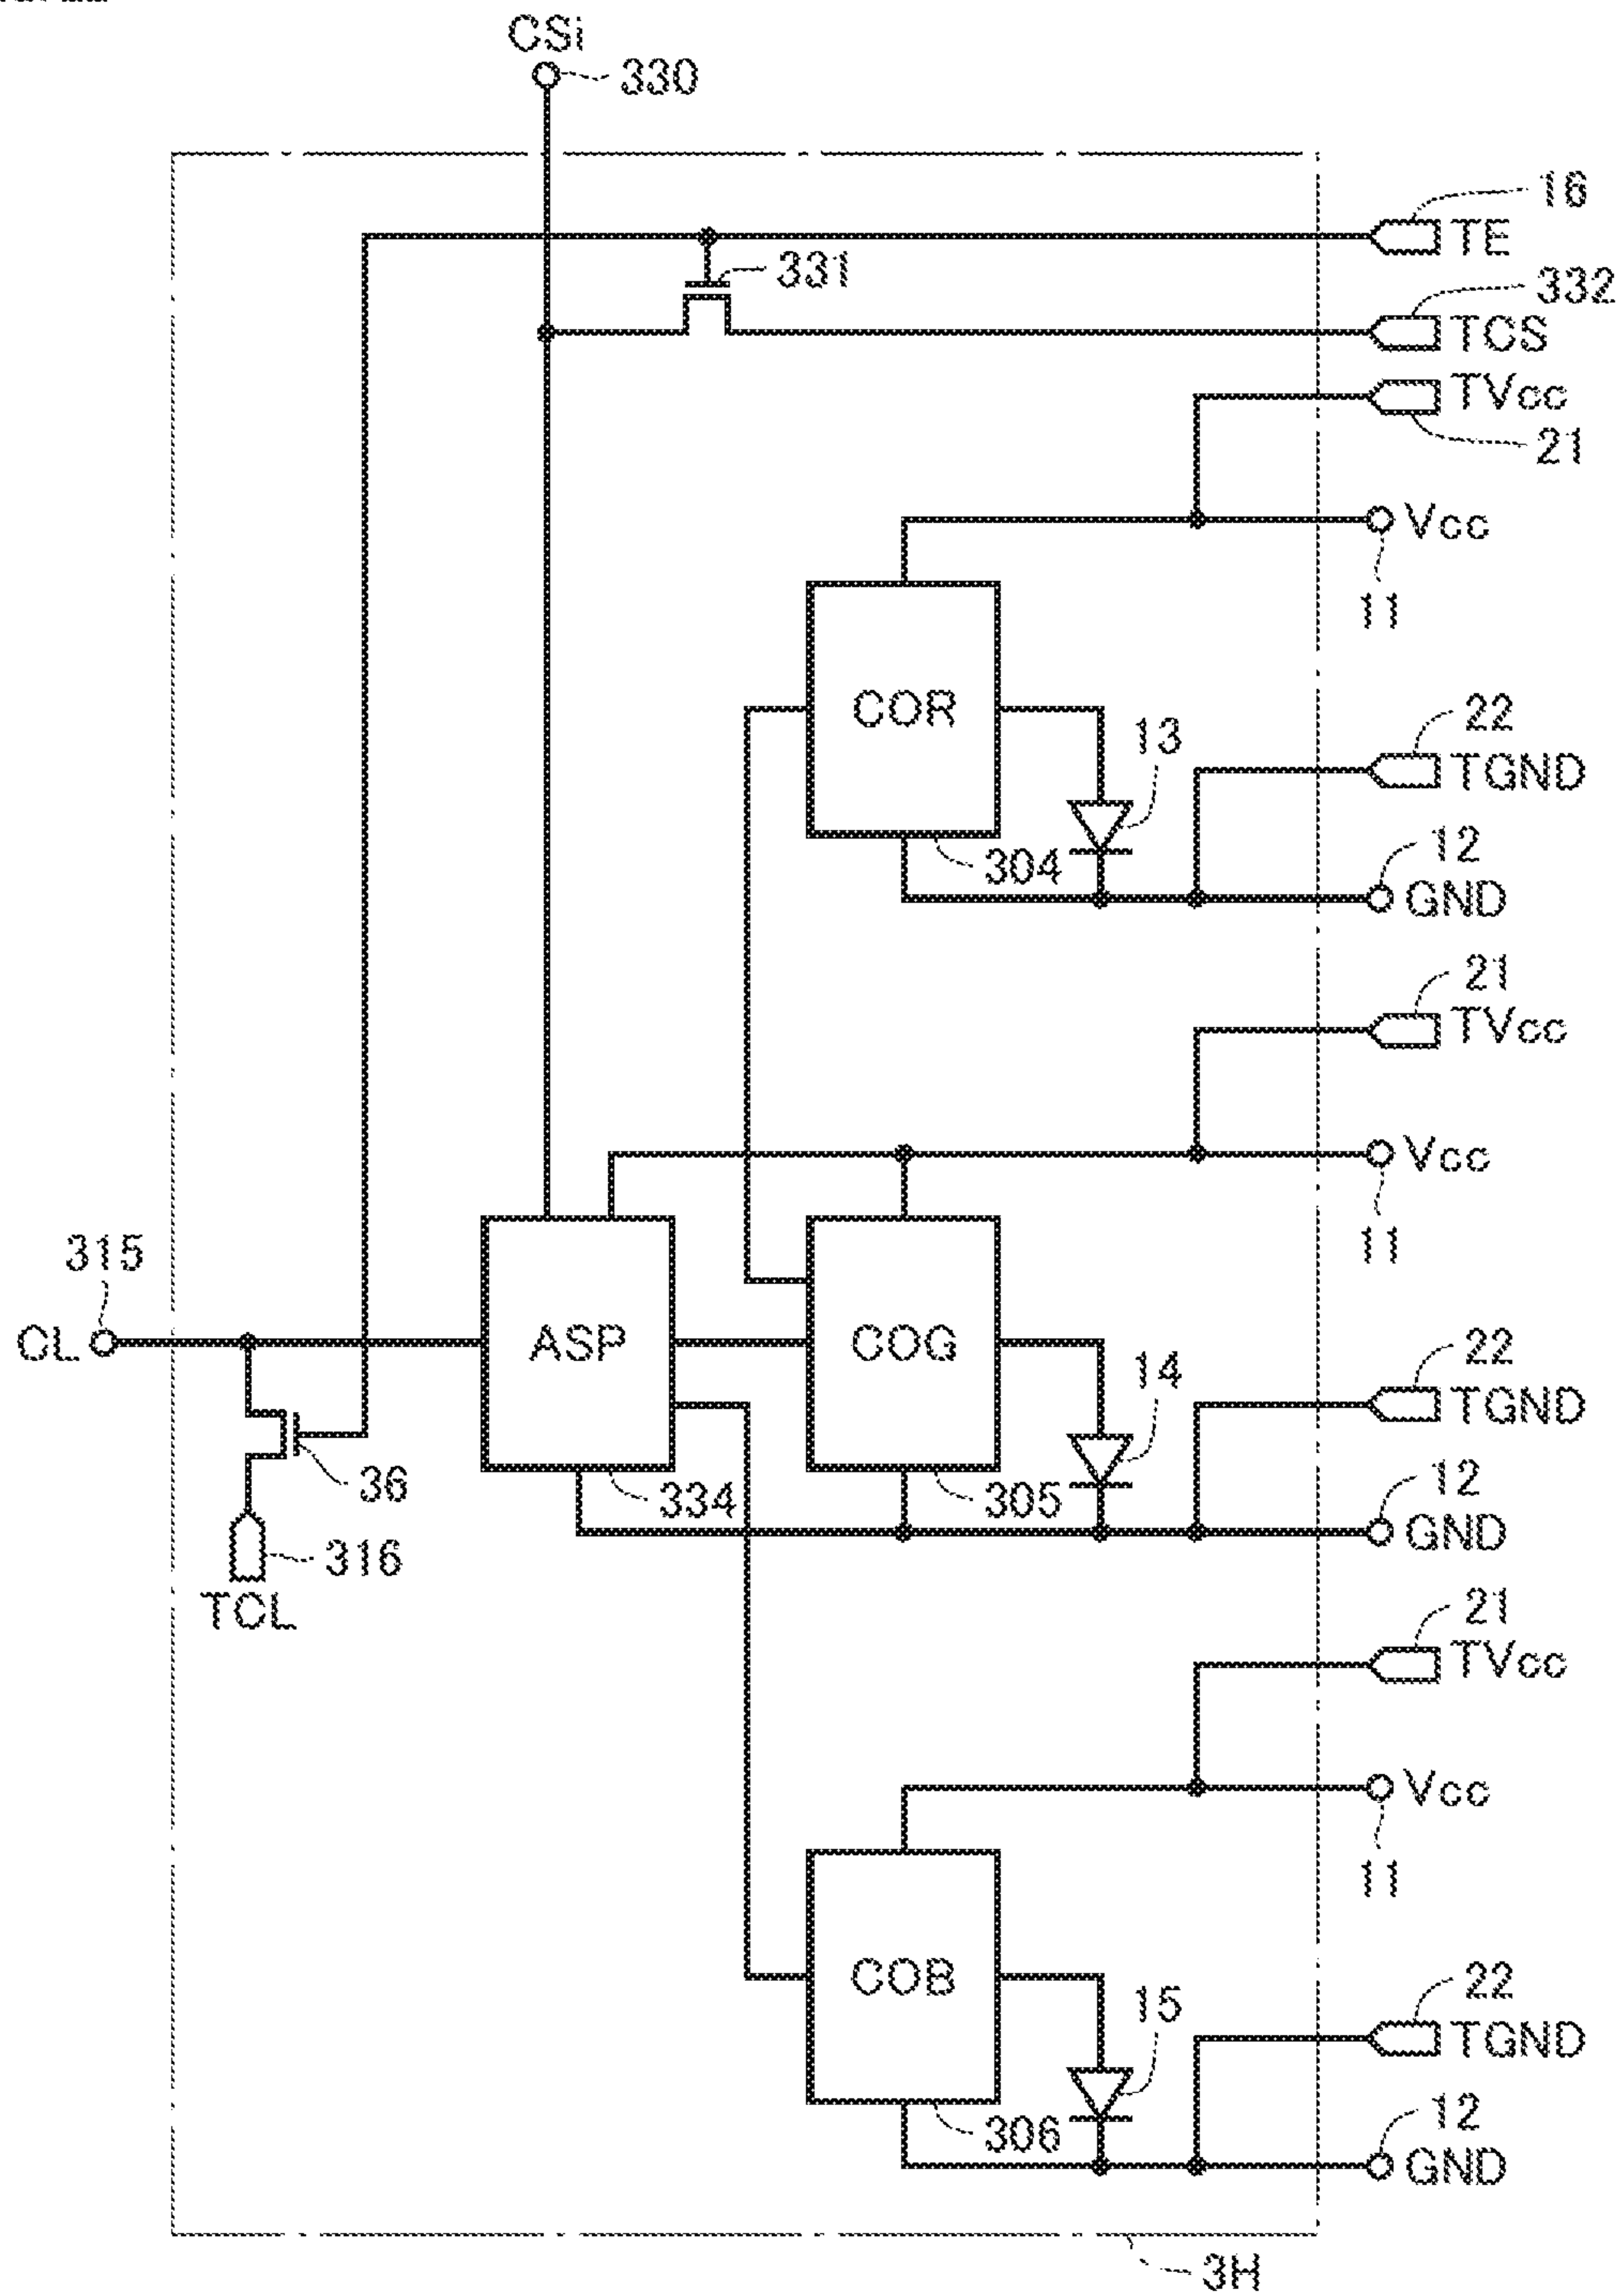 CSi
330
16
TE
331
332
TCS
TVcc
21
Vcc
11
COR
13
22
TGND
304
12
GND
21
TVcc
Vcc
11
315
CL
ASP
COG
14
22
TGND
36
334
305
12
GND
316
TCL
21
TVcc
Vcc
11
COB
15
22
TGND
306
12
GND
3H